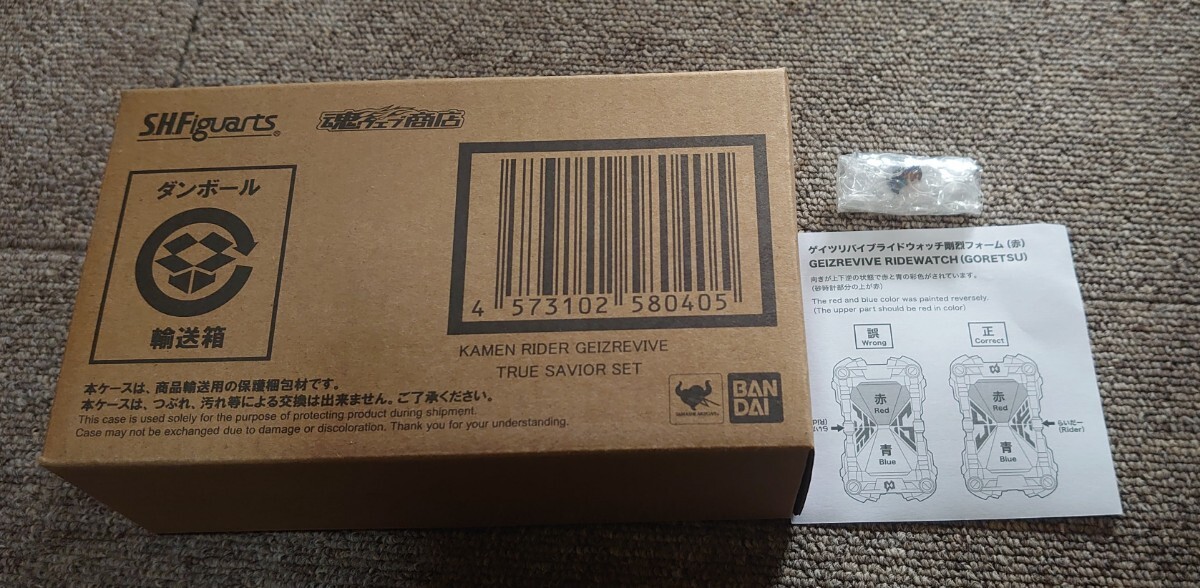 S.H.Figuarts®
魂ウェブ商店
ダンボール
輸送箱
4 573102 580405
KAMEN RIDER GEIZREVIVE
TRUE SAVIOR SET
本ケースは、商品輸送用の保護梱包材です。
本ケースは、つぶれ、汚れ等による交換は出来ません。ご了承ください。
This case is used solely for the purpose of protecting product during shipment.
Case may not be exchanged due to damage or discoloration. Thank you for your understanding.
BAN
DAI
ゲイツリバイブライドウォッチ剛烈フォーム(赤)
GEIZREVIVE RIDEWATCH(GORETSU)
向きが上下逆の状態で赤と青の彩色がされています。
(砂時計部分の上が赤)
The red and blue color was painted reversely.
(The upper part should be red in color)
誤
Wrong
正
Correct
赤
Red
青
Blue
赤
Red
青
Blue
らいだー
(Rider)